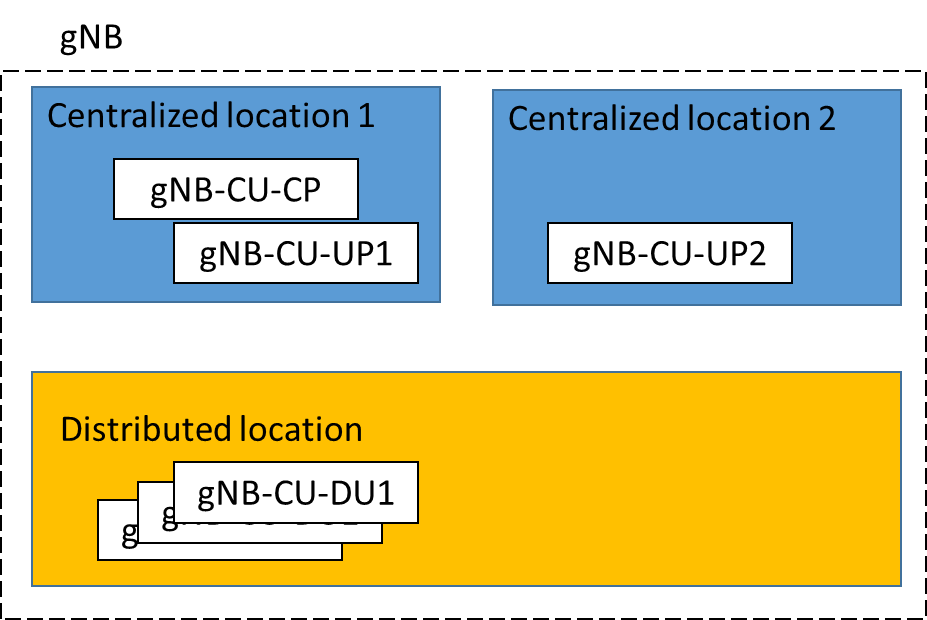 gNB
Centralized location 1
gNB-CU-CP
gNB-CU-UP1
Centralized location 2
gNB-CU-UP2
Distributed location
gNB-CU-DU1